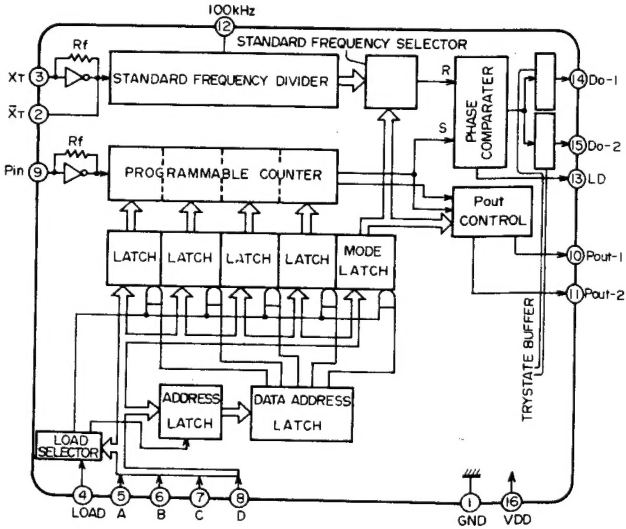 100kHz
12
STANDARD FREQUENCY SELECTOR
Rf
XT
3
STANDARD FREQUENCY DIVIDER
R
PHASE COMPARATER
14
Do-1
X̄T
2
S
15
Do-2
Rf
Pin
9
PROGRAMMABLE COUNTER
13
LD
Pout
CONTROL
LATCH
LATCH
LATCH
LATCH
MODE
LATCH
10
Pout-1
11
Pout-2
TRYSTATE BUFFER
ADDRESS
LATCH
DATA ADDRESS
LATCH
LOAD
SELECTOR
4
5
6
7
8
1
16
LOAD
A
B
C
D
GND
VDD